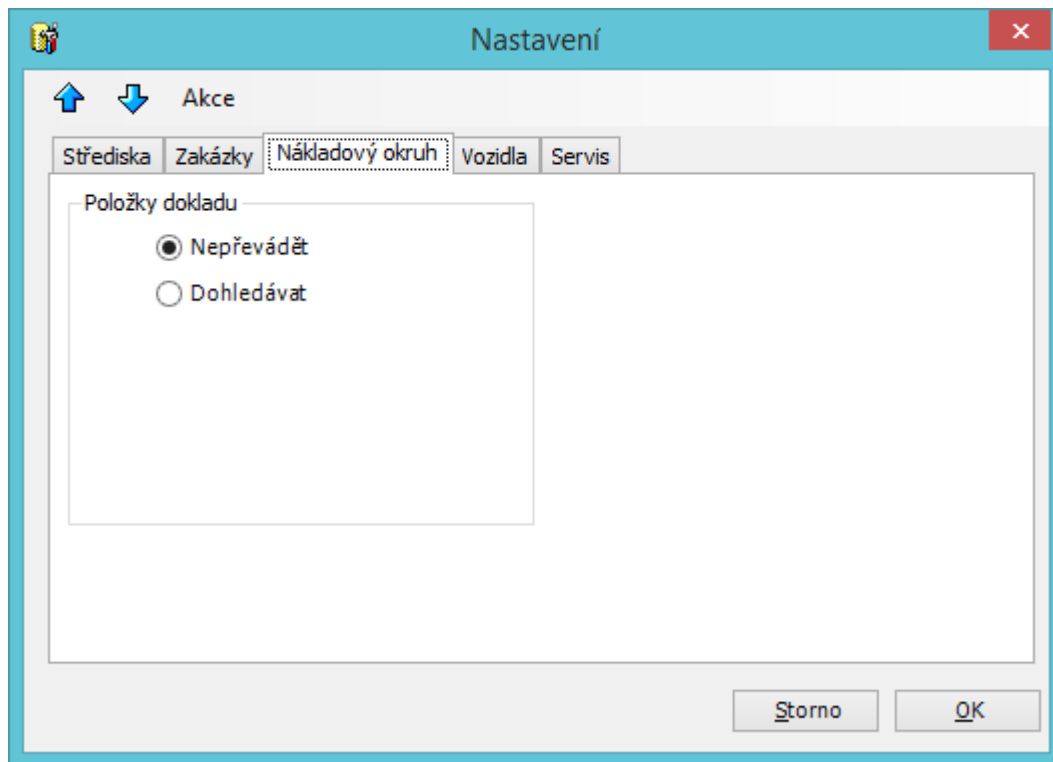 Nastavení
Akce
Střediska Zakázky Nákladový okruh Vozidla Servis
Položky dokladu
Nepřevádět
Dohledávat
Storno OK